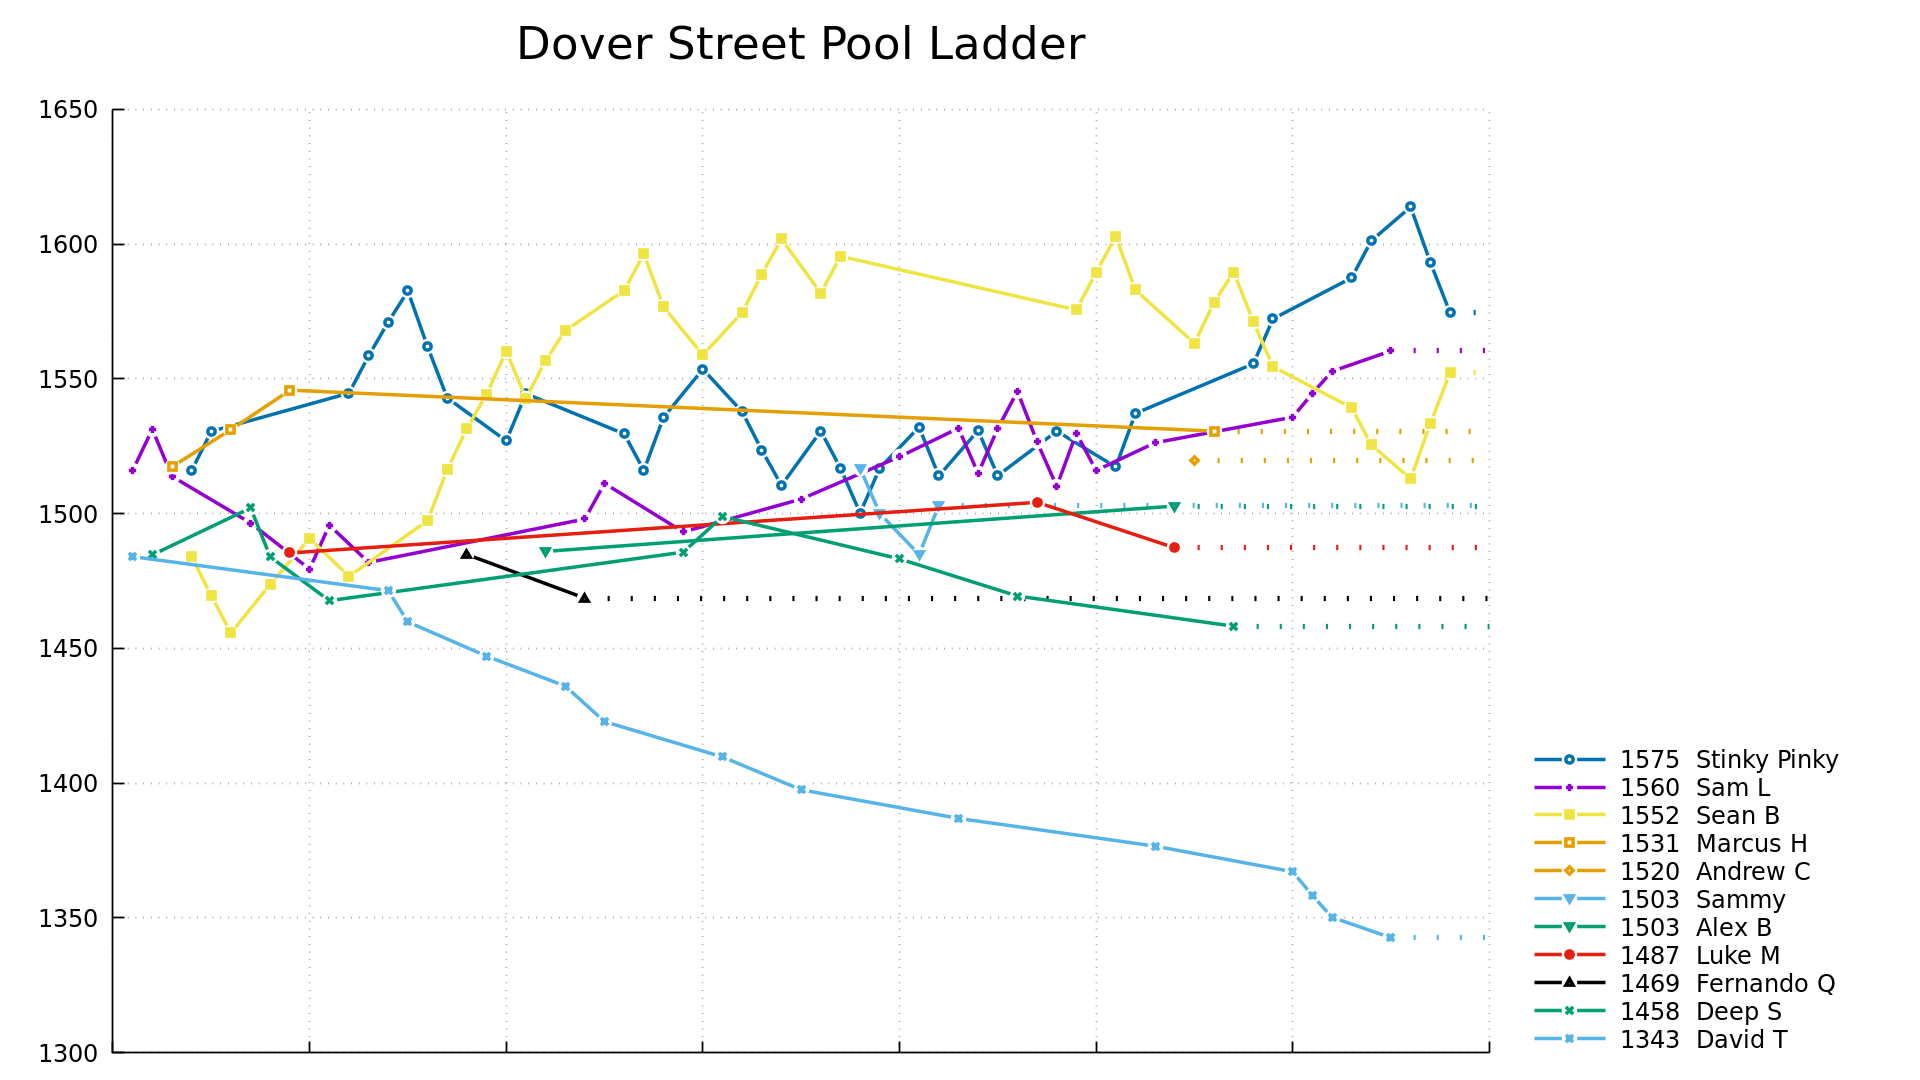 Dover Street Pool Ladder
1650
1600
1550
1500
1450
1400
1350
1300
1575 Stinky Pinky
1560 Sam L
1552 Sean B
1531 Marcus H
1520 Andrew C
1503 Sammy
1503 Alex B
1487 Luke M
1469 Fernando Q
1458 Deep S
1343 David T